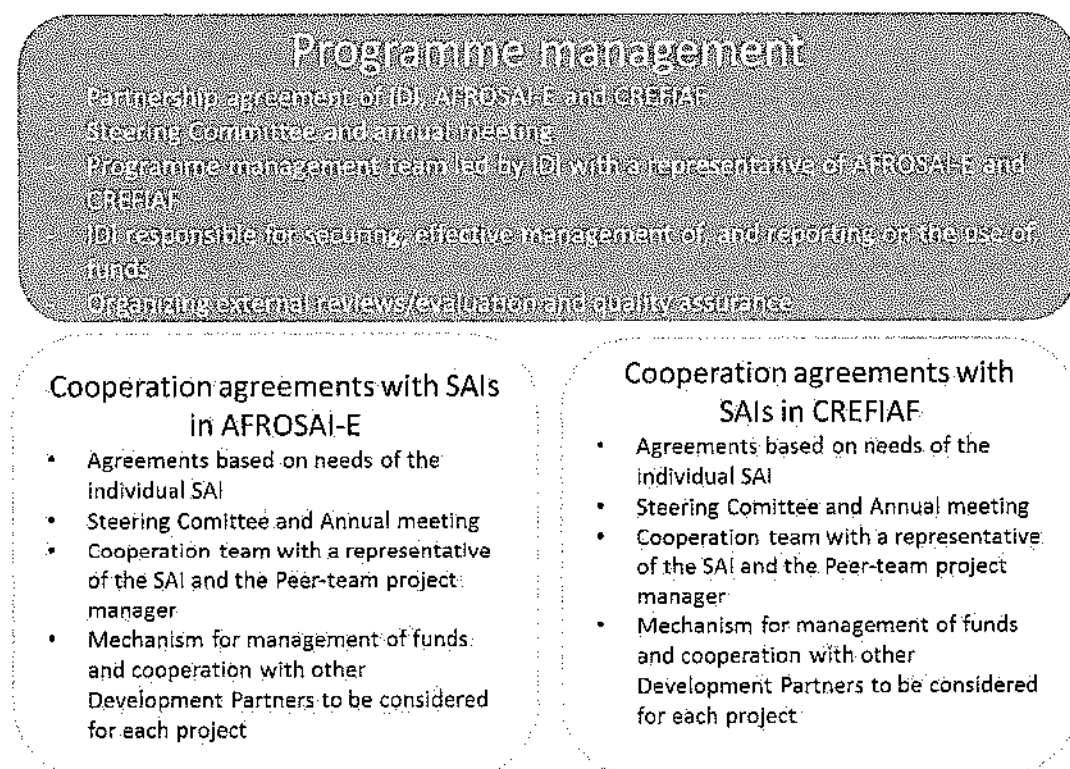 Programme management
- Partnership agreement of IDI, AFROSAI-E and CREFIAF
- Steering Committee and annual meeting
- Programme management team led by IDI with a representative of AFROSAI-E and
CREFIAF
- IDI responsible for securing, effective management of, and reporting on the use of
funds
- Organizing external reviews/evaluation and quality assurance
Cooperation agreements with SAIs
in AFROSAI-E
• Agreements based on needs of the
individual SAI
• Steering Comittee and Annual meeting
• Cooperation team with a representative
of the SAI and the Peer-team project
manager
• Mechanism for management of funds
and cooperation with other
Development Partners to be considered
for each project
Cooperation agreements with
SAIs in CREFIAF
• Agreements based on needs of the
individual SAI
• Steering Committee and Annual meeting
• Cooperation team with a representative
of the SAI and the Peer-team project
manager
• Mechanism for management of funds
and cooperation with other
Development Partners to be considered
for each project